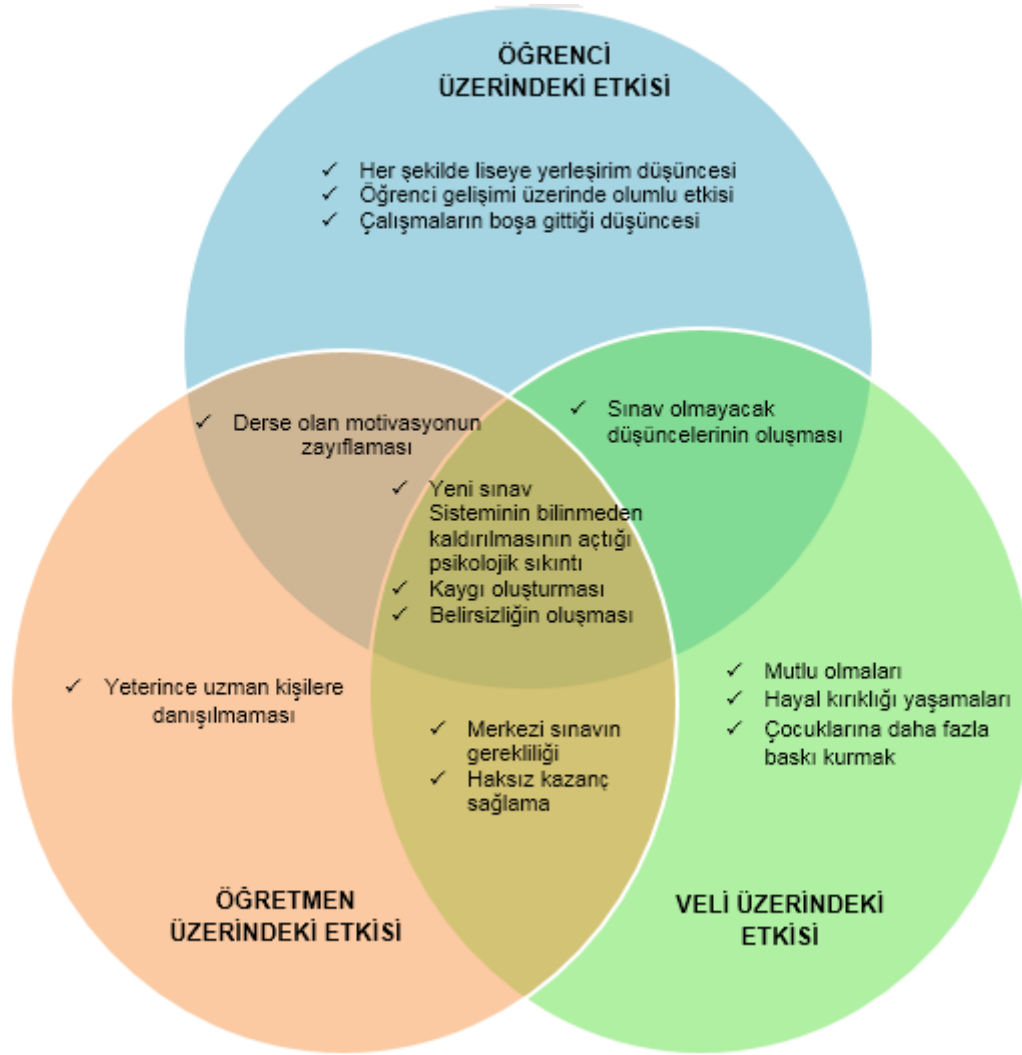 ÖĞRENCİ
ÜZERİNDEKİ ETKİSİ
✓ Her şekilde liseye yerleşirim düşüncesi
✓ Öğrenci gelişimi üzerinde olumlu etkisi
✓ Çalışmaların boşa gittiği düşüncesi
✓ Derse olan motivasyonun
zayıflaması
✓ Sınav olmayacak
düşüncelerinin oluşması
✓ Yeni sınav
Sisteminin bilinmeden
kaldırılmasının açtığı
psikolojik sıkıntı
✓ Kaygı oluşturması
✓ Belirsizliğin oluşması
✓ Yeterince uzman kişilere
danışılmaması
✓ Merkezi sınavın
gerekliliği
✓ Haksız kazanç
sağlama
✓ Mutlu olmaları
✓ Hayal kırıklığı yaşamaları
✓ Çocuklarına daha fazla
baskı kurmak
ÖĞRETMEN
ÜZERİNDEKİ ETKİSİ
VELİ ÜZERİNDEKİ
ETKİSİ